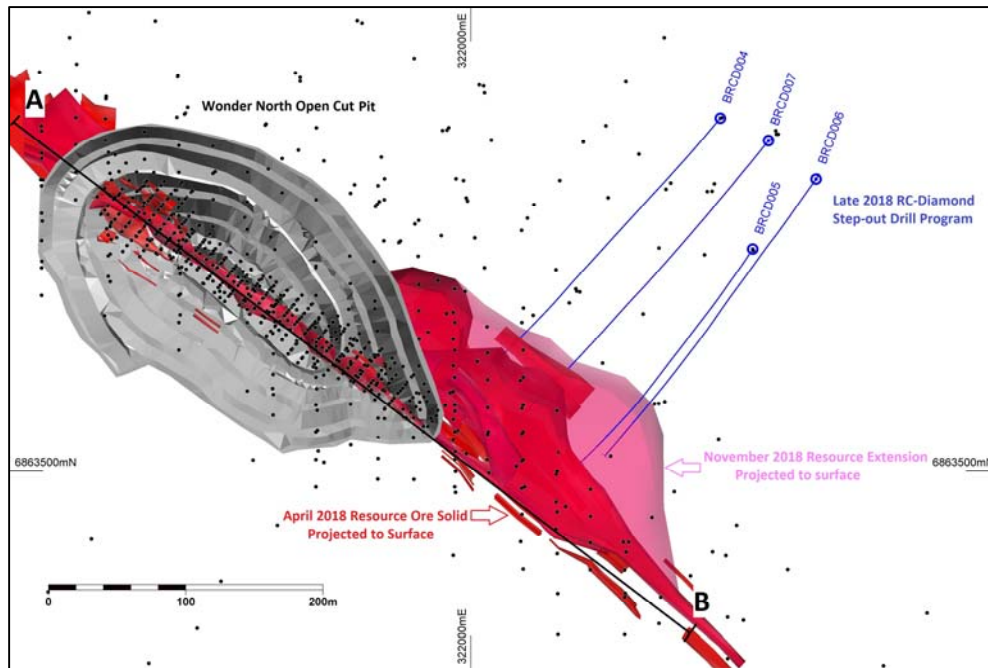 322000mE
A
Wonder North Open Cut Pit
BRCD004
BRCD007
BRCD006
BRCD005
Late 2018 RC-Diamond
Step-out Drill Program
6863500mN
6863500mN
November 2018 Resource Extension
Projected to surface
April 2018 Resource Ore Solid
Projected to Surface
0
100
200m
B
322000mE